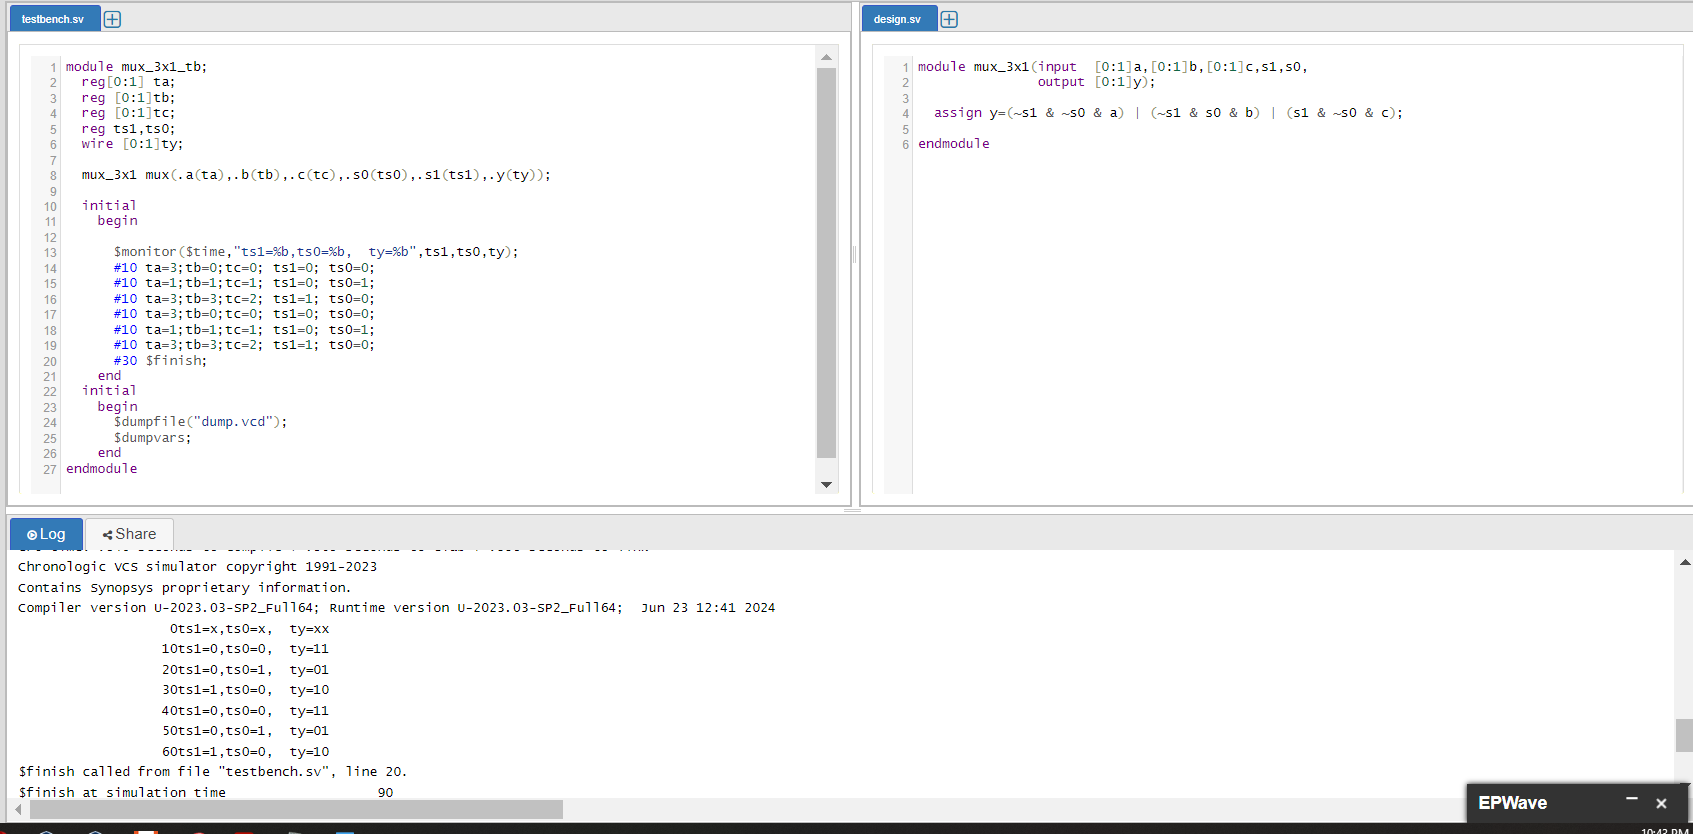 testbench.sv
1 module mux_3x1_tb;
2 reg[0:1] ta;
3 reg [0:1]tb;
4 reg [0:1]tc;
5 reg ts1,ts0;
6 wire [0:1]ty;
7
8 mux_3x1 mux(.a(ta),.b(tb),.c(tc),.s0(ts0),.s1(ts1),.y(ty));
9
10 initial
11 begin
12
13 $monitor($time,"ts1=%b,ts0=%b,  ty=%b",ts1,ts0,ty);
14 #10 ta=3;tb=0;tc=0; ts1=0; ts0=0;
15 #10 ta=1;tb=1;tc=1; ts1=0; ts0=1;
16 #10 ta=3;tb=3;tc=2; ts1=1; ts0=0;
17 #10 ta=3;tb=0;tc=0; ts1=0; ts0=0;
18 #10 ta=1;tb=1;tc=1; ts1=0; ts0=1;
19 #10 ta=3;tb=3;tc=2; ts1=1; ts0=0;
20 #30 $finish;
21 end
22 initial
23 begin
24 $dumpfile("dump.vcd");
25 $dumpvars;
26 end
27 endmodule
design.sv
1 module mux_3x1(input  [0:1]a,[0:1]b,[0:1]c,s1,s0,
2 output [0:1]y);
3
4 assign y=(~s1 & ~s0 & a) | (~s1 & s0 & b) | (s1 & ~s0 & c);
5
6 endmodule
Log
Share
Chronologic VCS simulator copyright 1991-2023
Contains Synopsys proprietary information.
Compiler version U-2023.03-SP2_Full64; Runtime version U-2023.03-SP2_Full64;  Jun 23 12:41 2024
0ts1=x,ts0=x,  ty=xx
10ts1=0,ts0=0,  ty=11
20ts1=0,ts0=1,  ty=01
30ts1=1,ts0=0,  ty=10
40ts1=0,ts0=0,  ty=11
50ts1=0,ts0=1,  ty=01
60ts1=1,ts0=0,  ty=10
$finish called from file "testbench.sv", line 20.
$finish at simulation time 90
EPWave